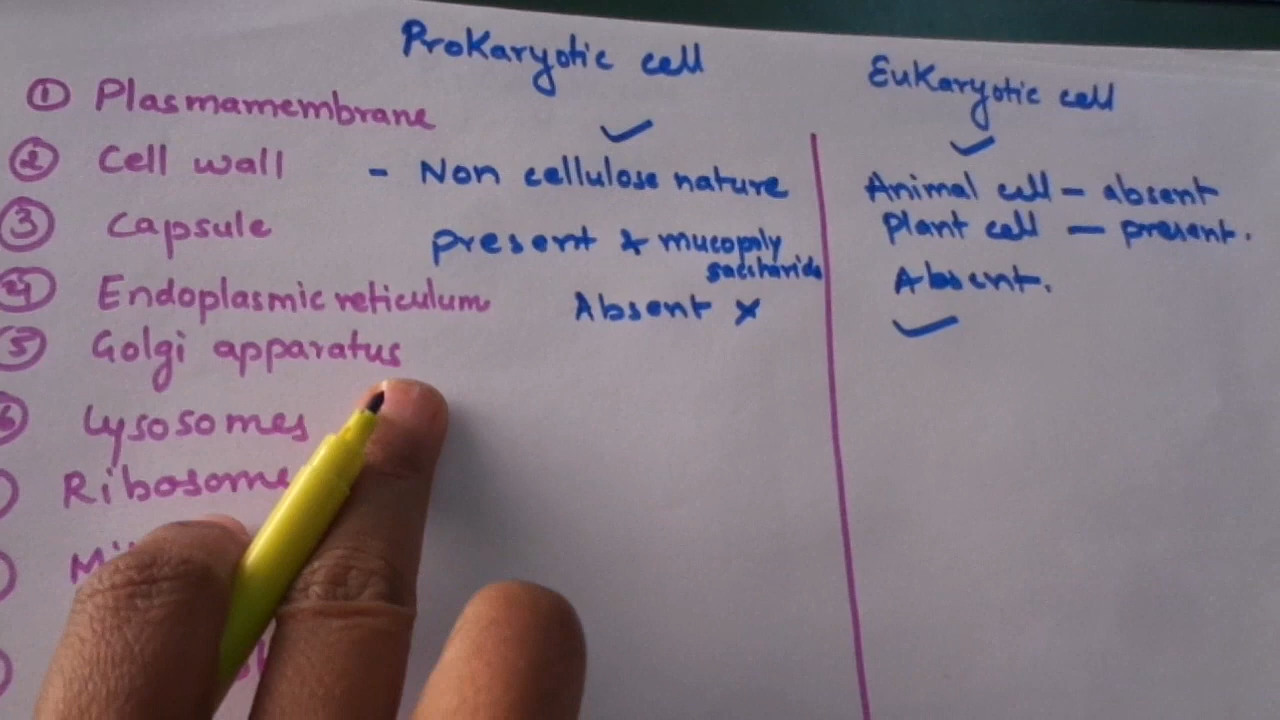 Prokaryotic cell
Eukaryotic cell
① Plasmamembrane ✓ ✓
② Cell wall - Non cellulose nature
Animal cell - absent
Plant cell - present.
③ Capsule present & mucopoly
saccharide
Absent.
④ Endoplasmic reticulum Absent × ✓
⑤ Golgi apparatus
⑥ Lysosomes
Ribosome